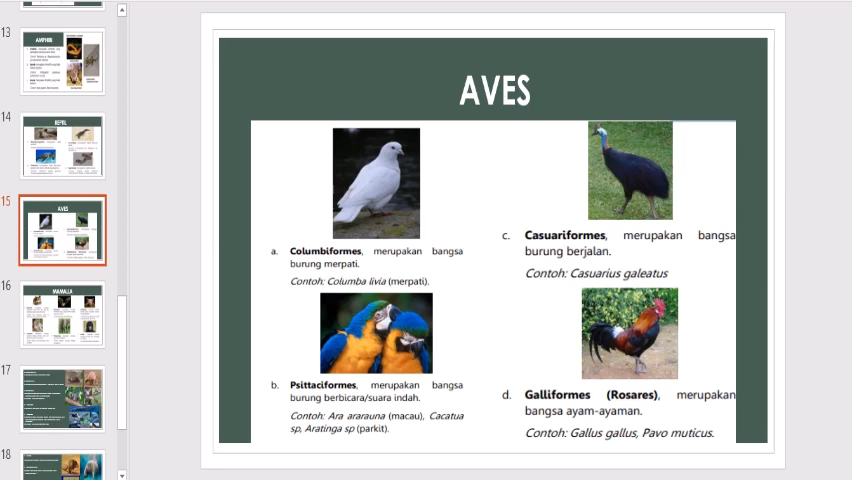 13
AMPHIBI
14
REPTIL
15
AVES
16
MAMALIA
17
18
AVES
a. Columbiformes, merupakan bangsa
burung merpati.
Contoh: Columba livia (merpati).
b. Psittaciformes, merupakan bangsa
burung berbicara/suara indah.
Contoh: Ara ararauna (macau), Cacatua
sp, Aratinga sp (parkit).
c. Casuariformes, merupakan bangsa
burung berjalan.
Contoh: Casuarius galeatus
d. Galliformes (Rosares), merupakan
bangsa ayam-ayaman.
Contoh: Gallus gallus, Pavo muticus.